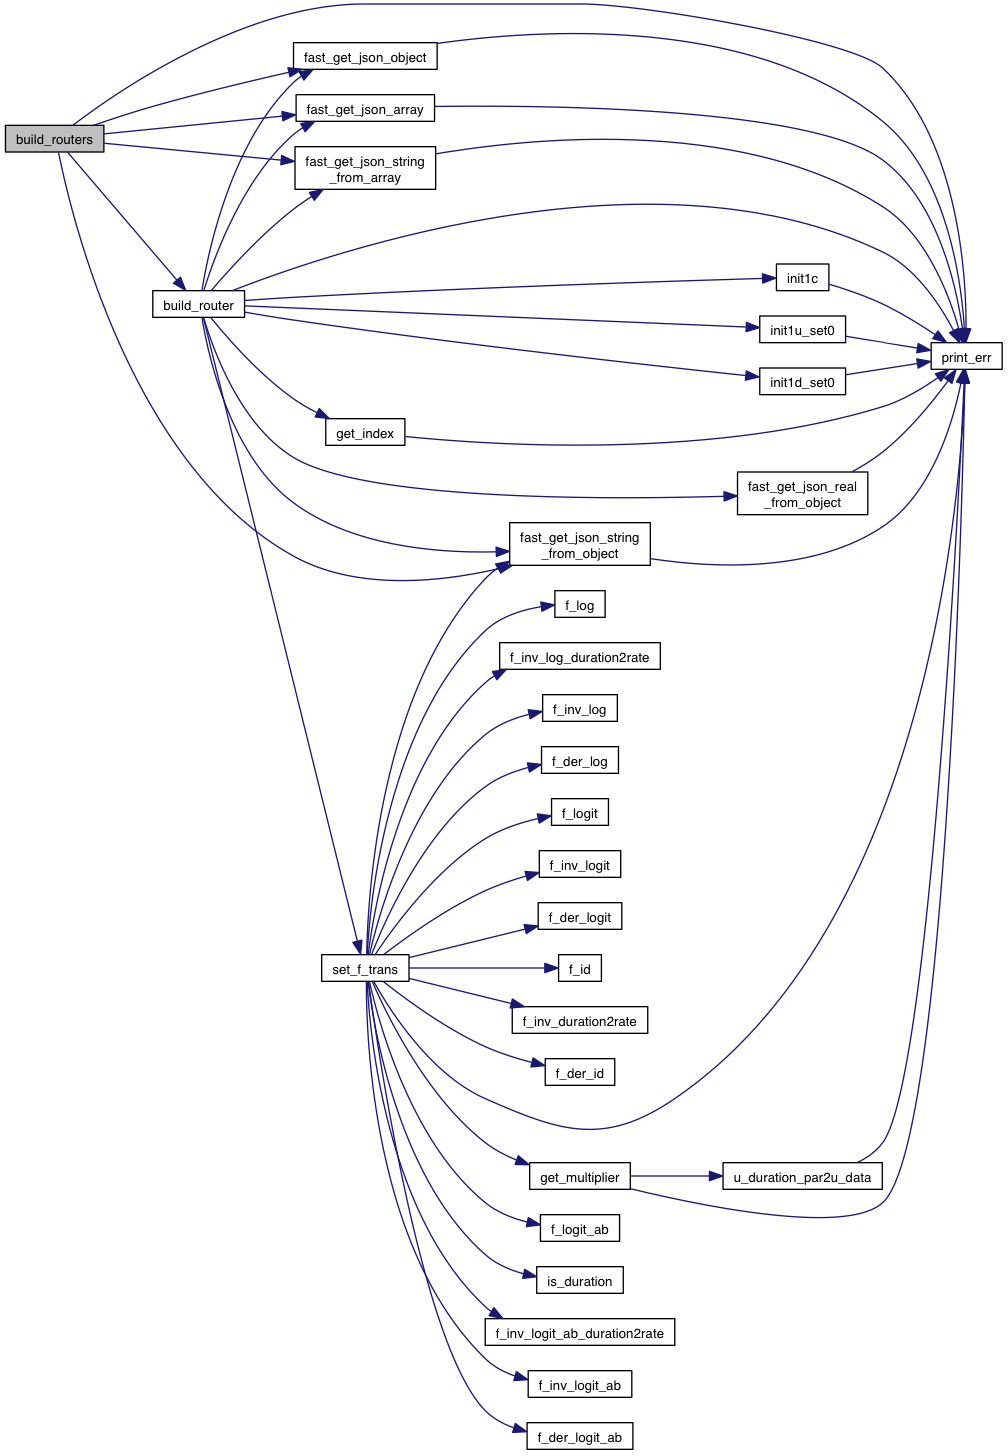 fast_get_json_object
fast_get_json_array
build_routers
fast_get_json_string
_from_array
init1c
build_router
init1u_set0
print_err
init1d_set0
get_index
fast_get_json_real
_from_object
fast_get_json_string
_from_object
f_log
f_inv_log_duration2rate
f_inv_log
f_der_log
f_logit
f_inv_logit
f_der_logit
set_f_trans
f_id
f_inv_duration2rate
f_der_id
get_multiplier
u_duration_par2u_data
f_logit_ab
is_duration
f_inv_logit_ab_duration2rate
f_inv_logit_ab
f_der_logit_ab